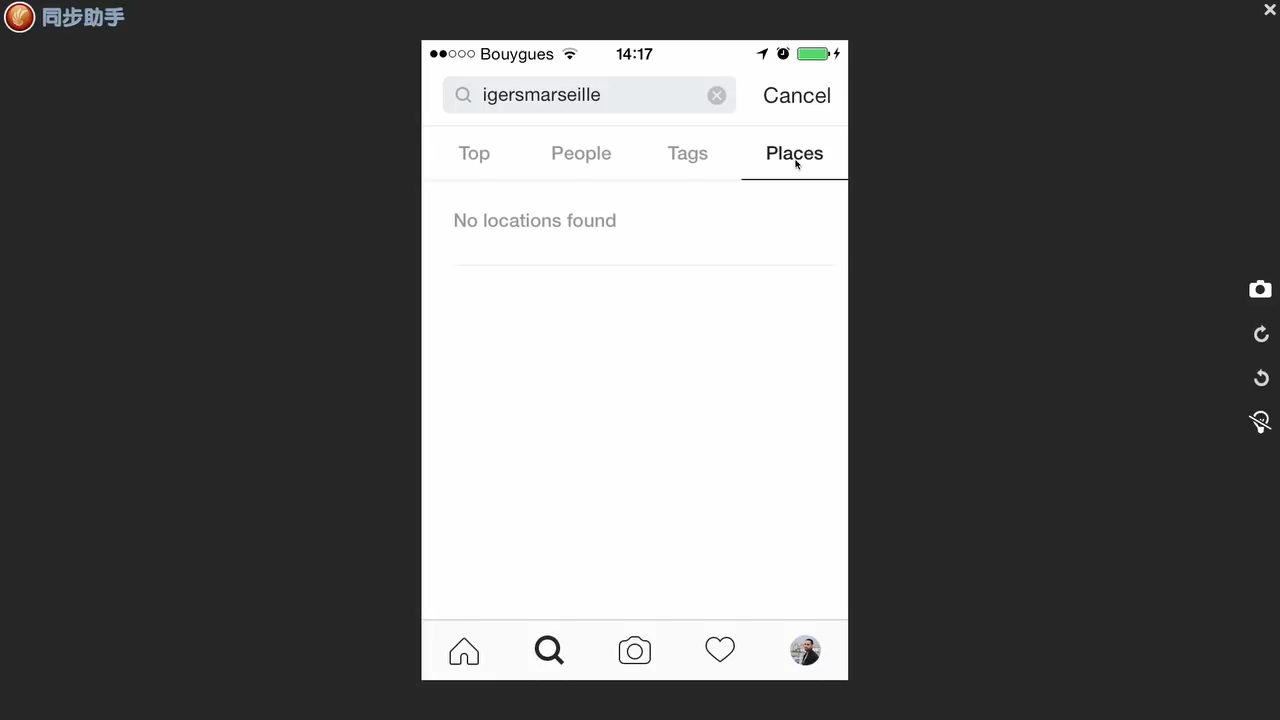 同步助手
Bouygues 14:17
igersmarseille Cancel
Top People Tags Places
No locations found